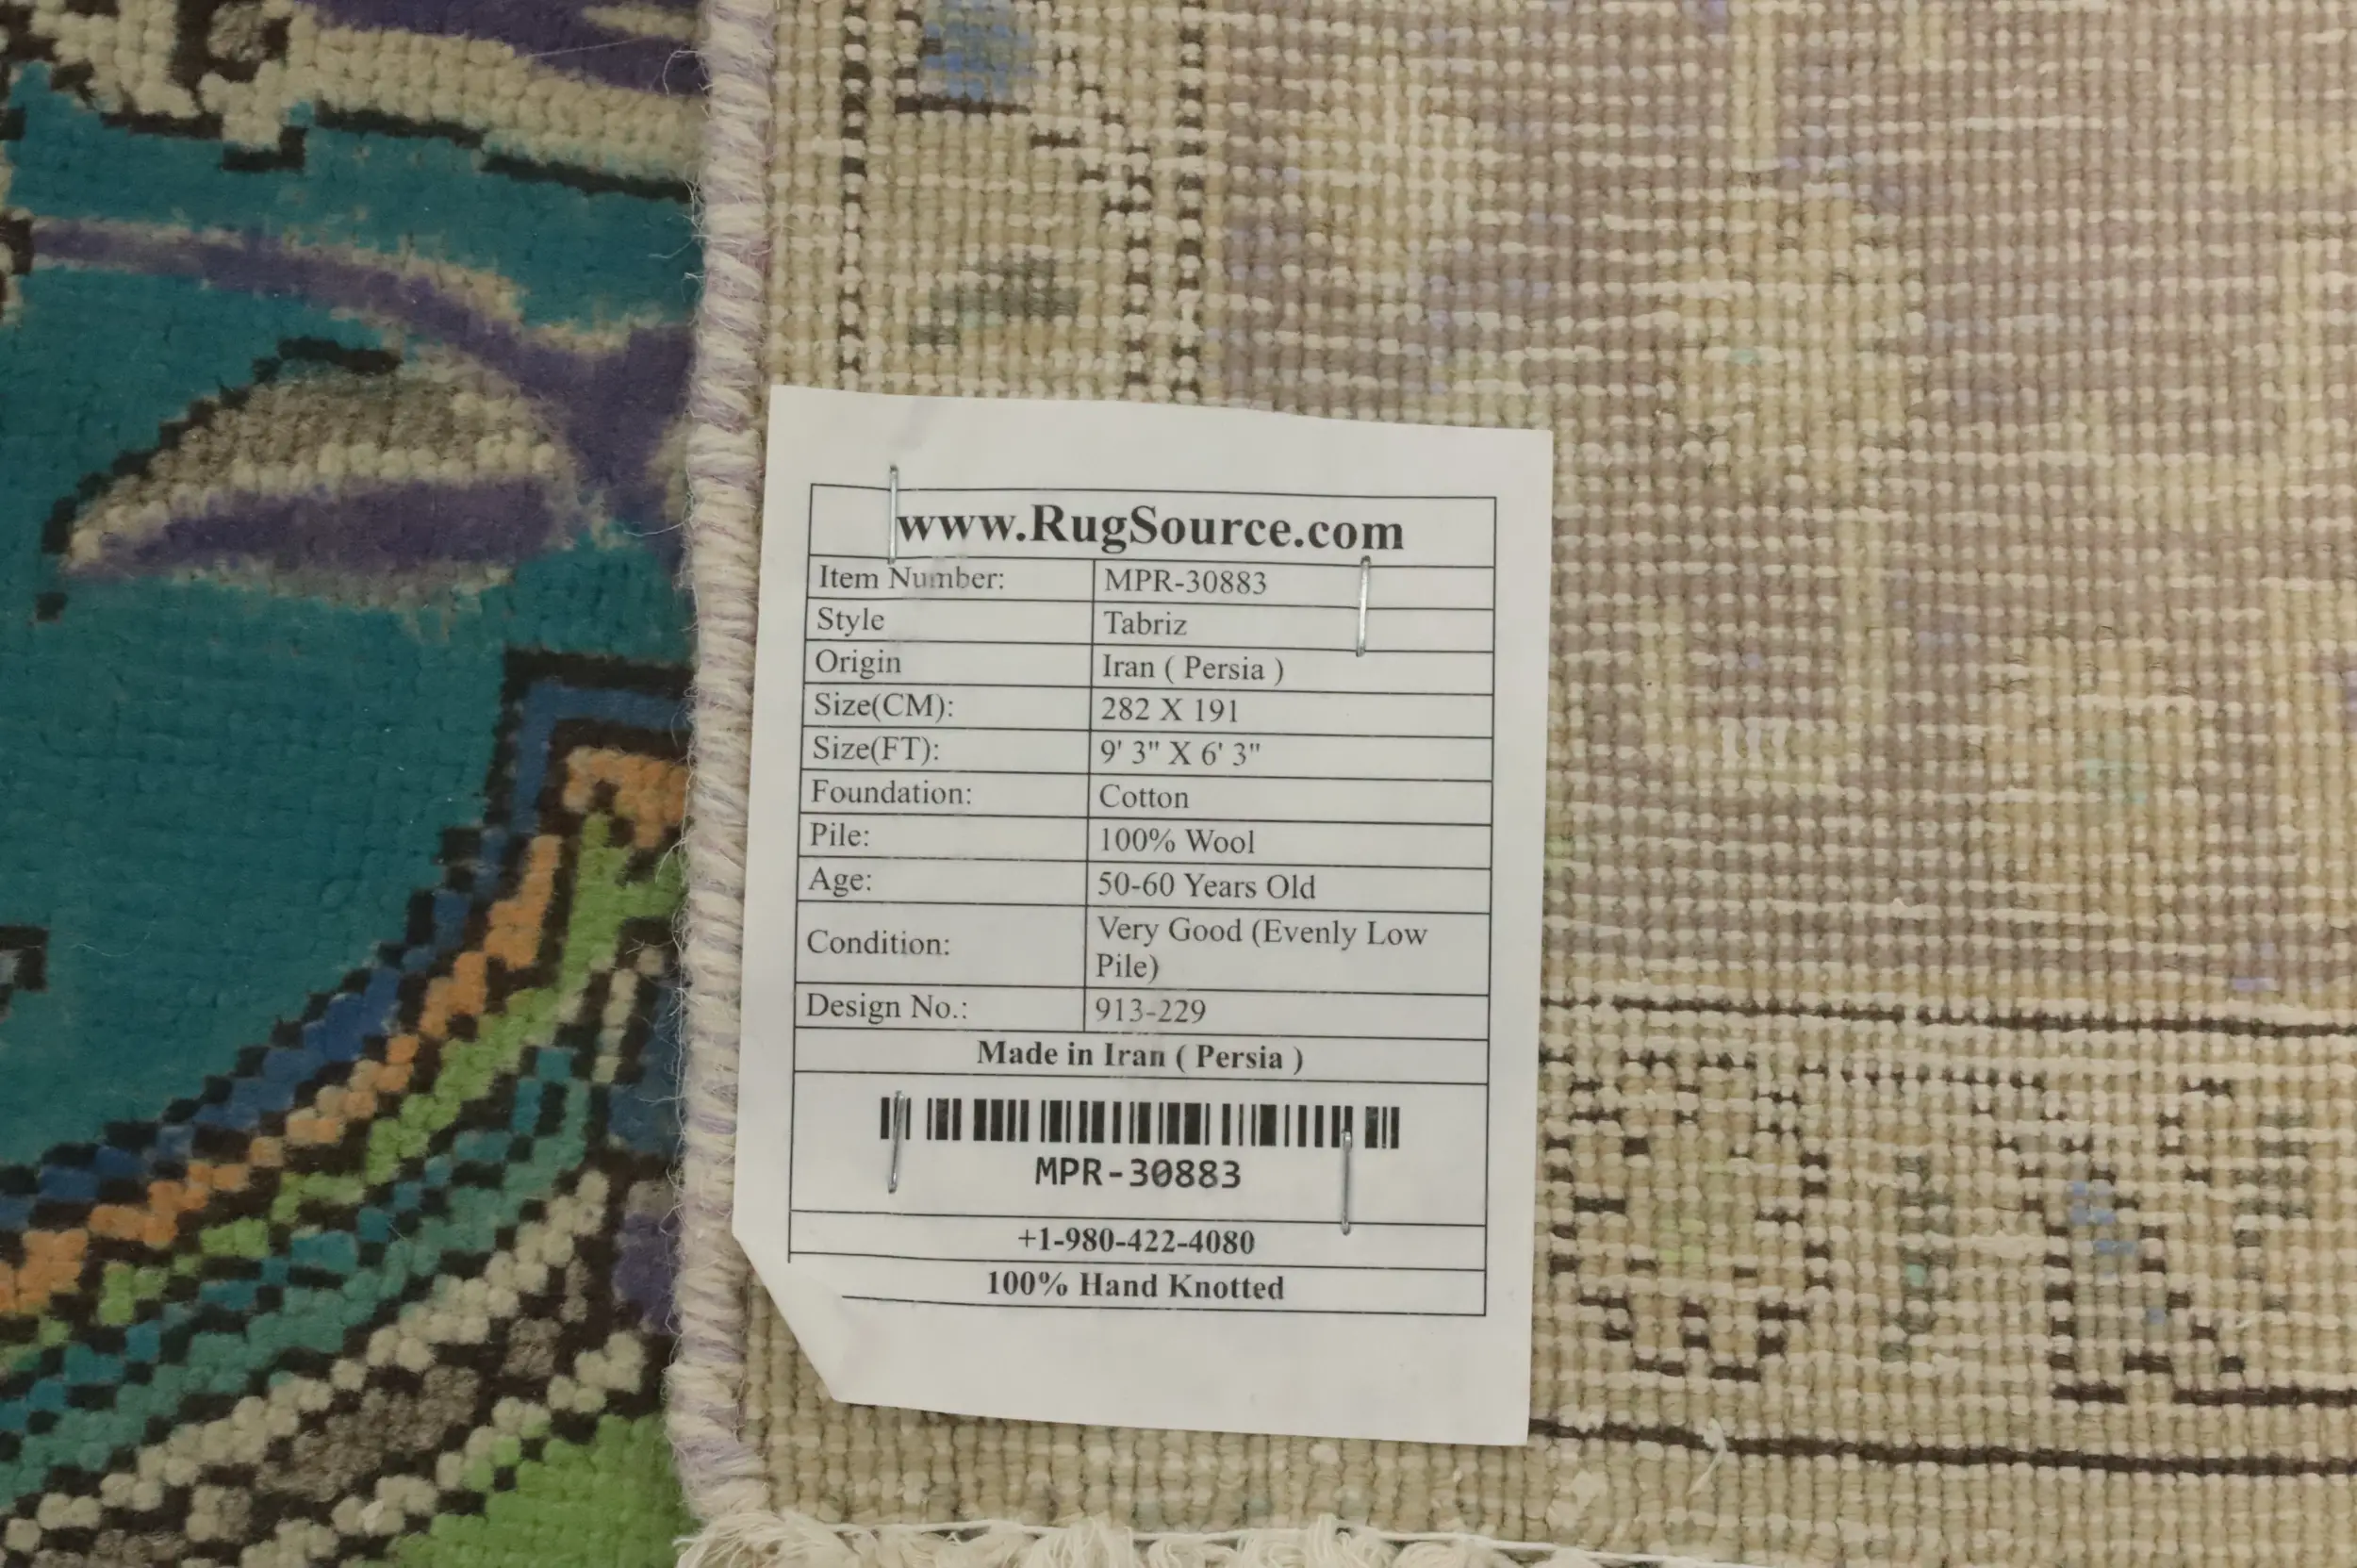 www.RugSource.com
Item Number: MPR-30883
Style Tabriz
Origin Iran ( Persia )
Size(CM): 282 X 191
Size(FT): 9' 3" X 6' 3"
Foundation: Cotton
Pile: 100% Wool
Age: 50-60 Years Old
Condition: Very Good (Evenly Low
Pile)
Design No.: 913-229
Made in Iran ( Persia )
MPR-30883
+1-980-422-4080
100% Hand Knotted